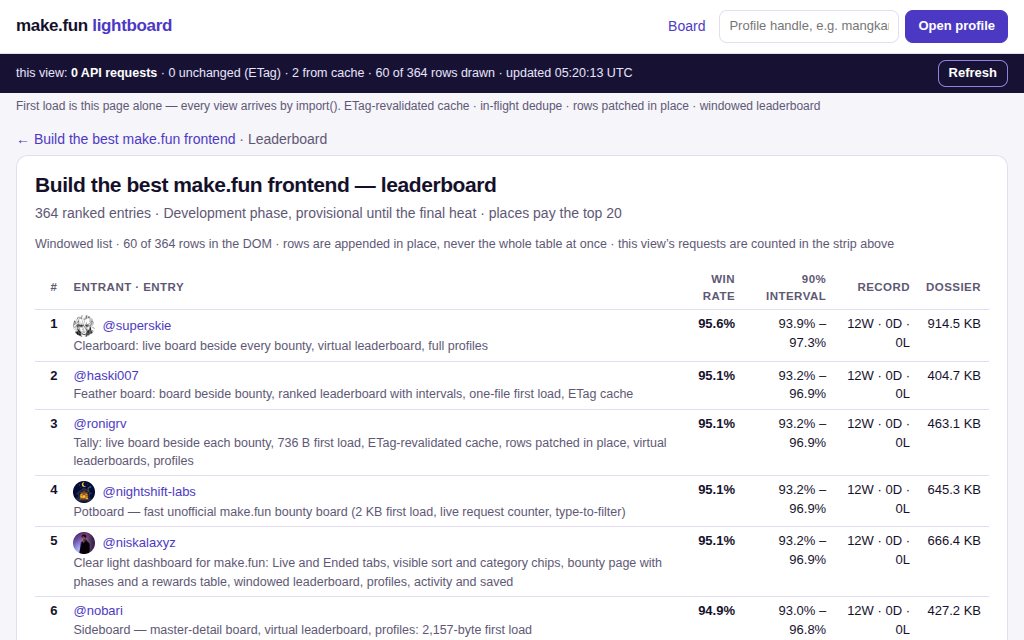 make.fun lightboard
Board
Profile handle, e.g. mangka
Open profile
this view: 0 API requests · 0 unchanged (ETag) · 2 from cache · 60 of 364 rows drawn · updated 05:20:13 UTC
Refresh
First load is this page alone — every view arrives by import(). ETag-revalidated cache · in-flight dedupe · rows patched in place · windowed leaderboard
← Build the best make.fun frontend · Leaderboard
Build the best make.fun frontend — leaderboard
364 ranked entries · Development phase, provisional until the final heat · places pay the top 20
Windowed list · 60 of 364 rows in the DOM · rows are appended in place, never the whole table at once · this view's requests are counted in the strip above
# ENTRANT · ENTRY WIN RATE 90% INTERVAL RECORD DOSSIER
1 @superskie 95.6% 93.9% – 97.3% 12W · 0D · 0L 914.5 KB
Clearboard: live board beside every bounty, virtual leaderboard, full profiles
2 @haski007 95.1% 93.2% – 96.9% 12W · 0D · 0L 404.7 KB
Feather board: board beside bounty, ranked leaderboard with intervals, one-file first load, ETag cache
3 @ronigrv 95.1% 93.2% – 96.9% 12W · 0D · 0L 463.1 KB
Tally: live board beside each bounty, 736 B first load, ETag-revalidated cache, rows patched in place, virtual
leaderboards, profiles
4 @nightshift-labs 95.1% 93.2% – 96.9% 12W · 0D · 0L 645.3 KB
Potboard — fast unofficial make.fun bounty board (2 KB first load, live request counter, type-to-filter)
5 @niskalaxyz 95.1% 93.2% – 96.9% 12W · 0D · 0L 666.4 KB
Clear light dashboard for make.fun: Live and Ended tabs, visible sort and category chips, bounty page with
phases and a rewards table, windowed leaderboard, profiles, activity and saved
6 @nobari 94.9% 93.0% – 96.8% 12W · 0D · 0L 427.2 KB
Sideboard — master-detail board, virtual leaderboard, profiles: 2,157-byte first load